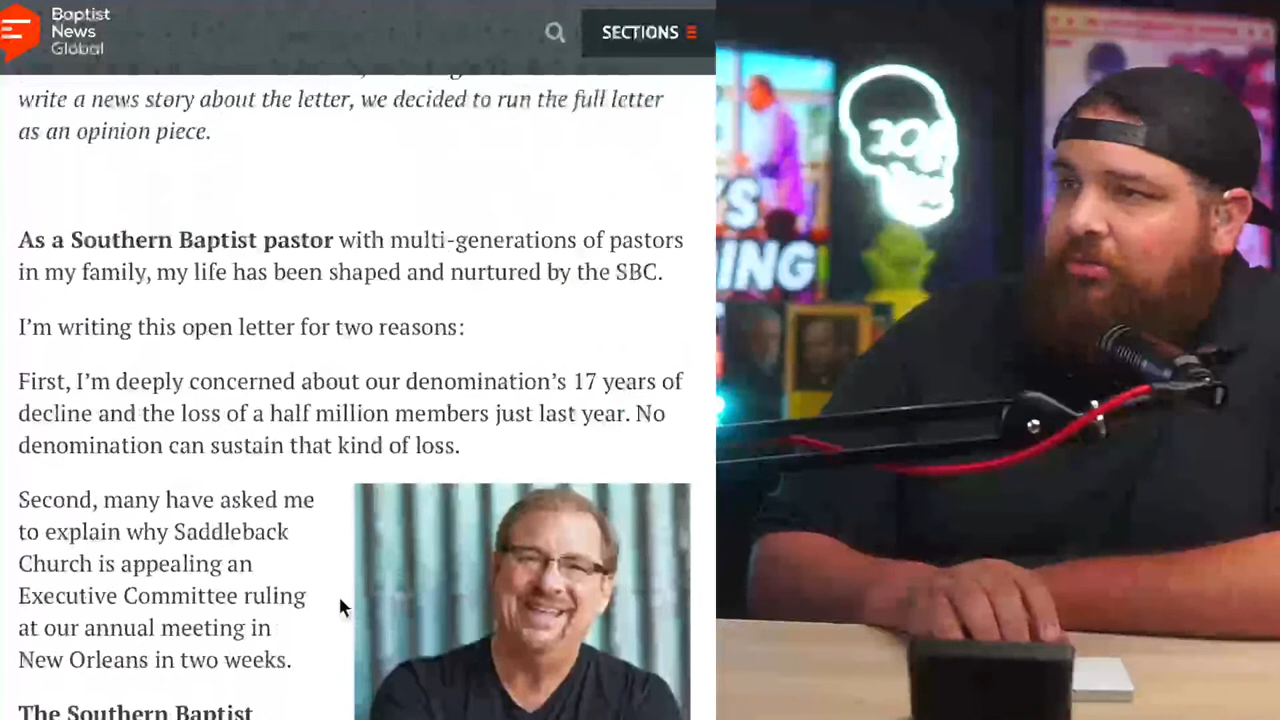 Baptist
News
Global
SECTIONS
write a news story about the letter, we decided to run the full letter
as an opinion piece.
As a Southern Baptist pastor with multi-generations of pastors
in my family, my life has been shaped and nurtured by the SBC.
I’m writing this open letter for two reasons:
First, I’m deeply concerned about our denomination’s 17 years of
decline and the loss of a half million members just last year. No
denomination can sustain that kind of loss.
Second, many have asked me
to explain why Saddleback
Church is appealing an
Executive Committee ruling
at our annual meeting in
New Orleans in two weeks.
The Southern Baptist